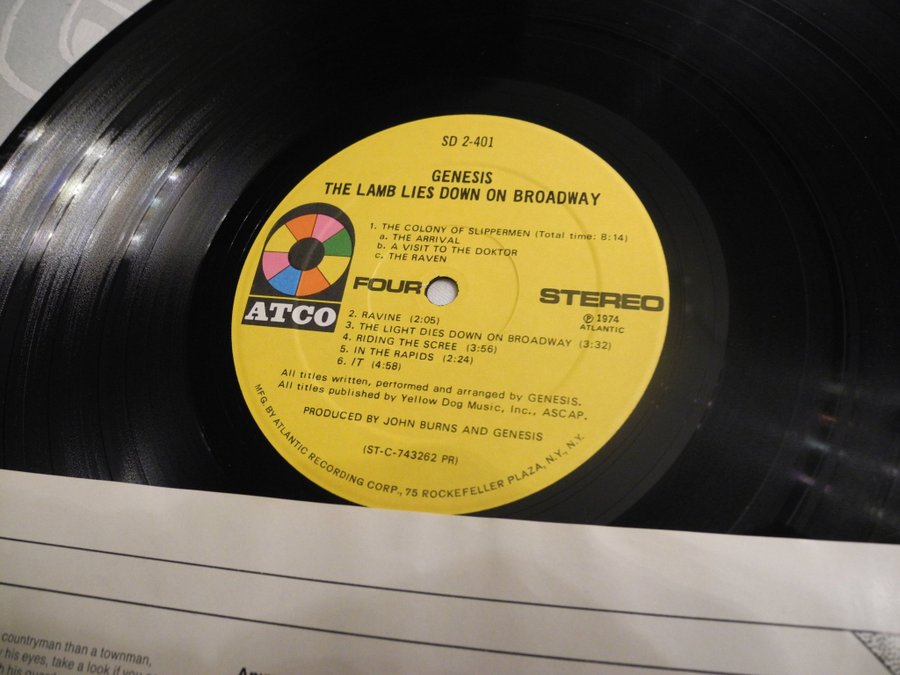 SD 2-401
GENESIS
THE LAMB LIES DOWN ON BROADWAY
1. THE COLONY OF SLIPPERMEN (Total time: 8:14)
a. THE ARRIVAL
b. A VISIT TO THE DOKTOR
c. THE RAVEN
FOUR
STEREO
ATCO
℗ 1974
ATLANTIC
2. RAVINE (2:05)
3. THE LIGHT DIES DOWN ON BROADWAY (3:32)
4. RIDING THE SCREE (3:56)
5. IN THE RAPIDS (2:24)
6. IT (4:58)
All titles written, performed and arranged by GENESIS.
All titles published by Yellow Dog Music, Inc., ASCAP.
PRODUCED BY JOHN BURNS AND GENESIS
(ST-C-743262 PR)
MFG. BY ATLANTIC RECORDING CORP., 75 ROCKEFELLER PLAZA, N.Y., N.Y.
countryman than a townman,
his eyes, take a look if you